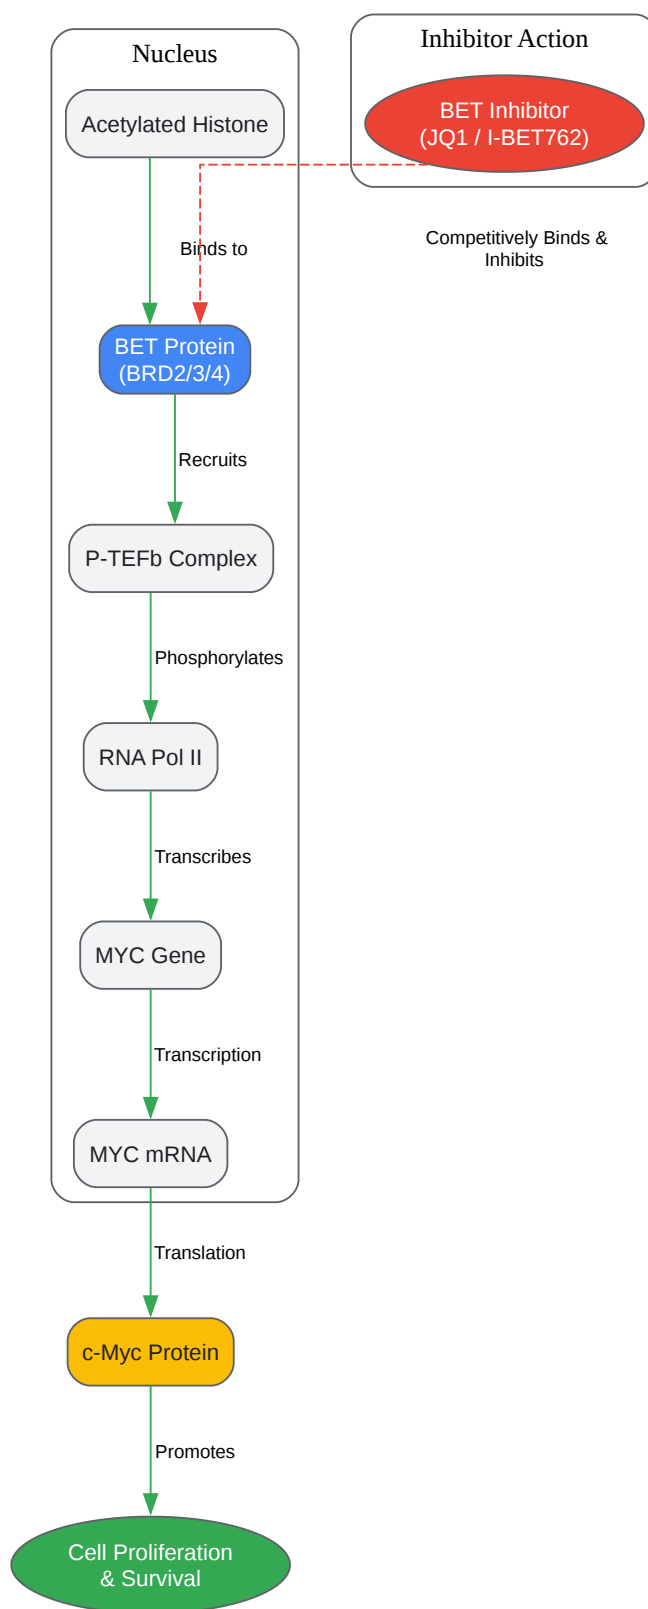 Nucleus
Inhibitor Action
Acetylated Histone
BET Inhibitor
(JQ1 / I-BET762)
Binds to
Competitively Binds &
Inhibits
BET Protein
(BRD2/3/4)
Recruits
P-TEFb Complex
Phosphorylates
RNA Pol II
Transcribes
MYC Gene
Transcription
MYC mRNA
Translation
c-Myc Protein
Promotes
Cell Proliferation
& Survival